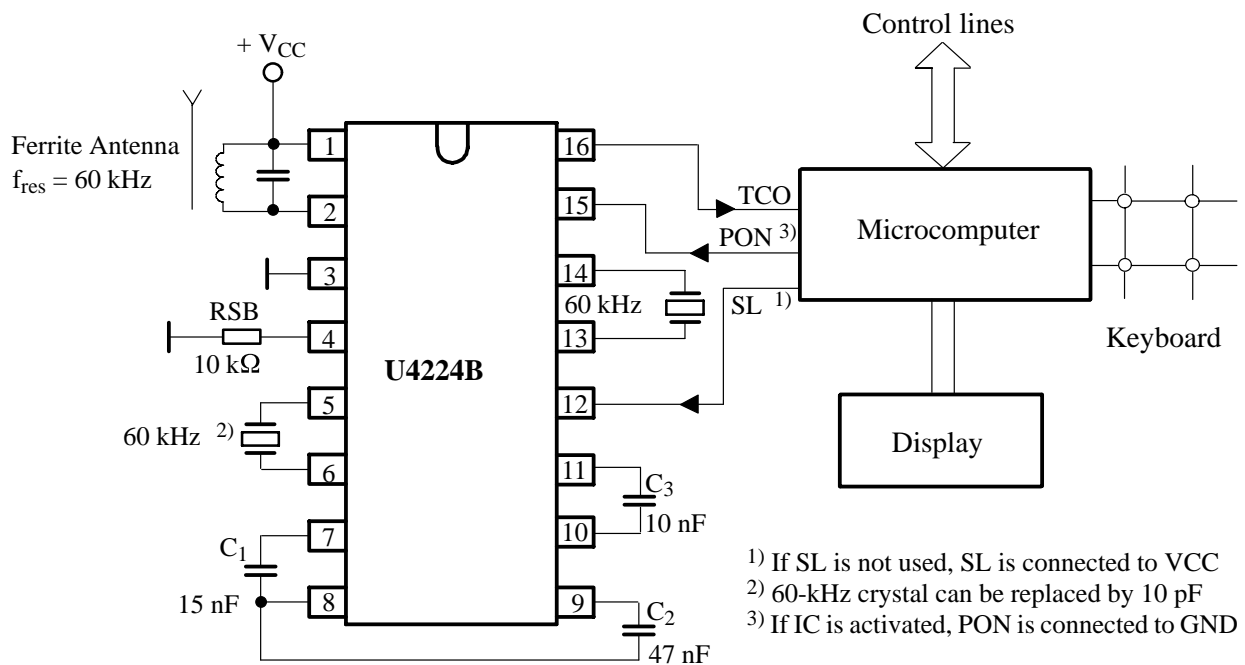 Control lines
+ VCC
Ferrite Antenna
fres = 60 kHz
1
2
3
RSB
4
10 kΩ
5
60 kHz 2)
6
7
C1
15 nF
8
U4224B
16
TCO
15
PON 3)
14
60 kHz
SL 1)
13
12
11
C3
10 nF
10
9
C2
47 nF
Microcomputer
Keyboard
Display
1) If SL is not used, SL is connected to VCC
2) 60-kHz crystal can be replaced by 10 pF
3) If IC is activated, PON is connected to GND